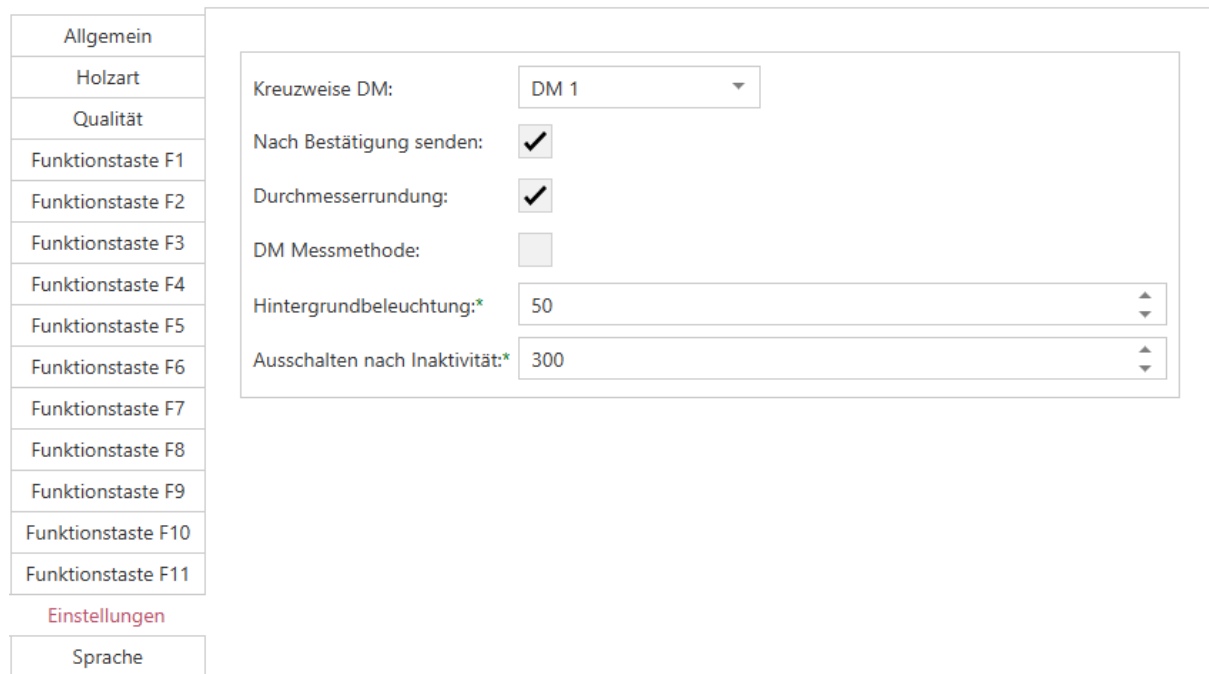 Allgemein
Holzart
Qualität
Funktionstaste F1
Funktionstaste F2
Funktionstaste F3
Funktionstaste F4
Funktionstaste F5
Funktionstaste F6
Funktionstaste F7
Funktionstaste F8
Funktionstaste F9
Funktionstaste F10
Funktionstaste F11
Einstellungen
Sprache
Kreuzweise DM: DM 1
Nach Bestätigung senden:
Durchmesserrundung:
DM Messmethode:
Hintergrundbeleuchtung:* 50
Ausschalten nach Inaktivität:* 300